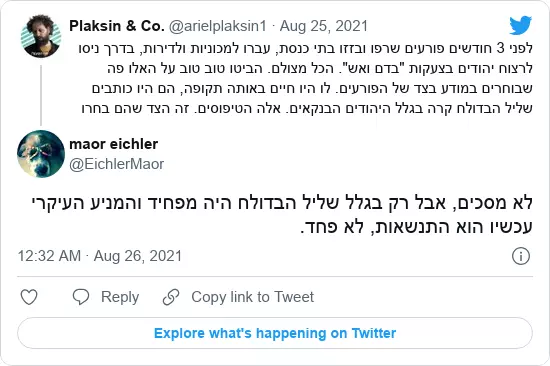 Plaksin & Co. @arielplaksin1 · Aug 25, 2021
לפני 3 חודשים פורעים שרפו ובזזו בתי כנסת, עברו למכוניות ולדירות, בדרך ניסו
לרצוח יהודים בצעקות "בדם ואש". הכל מצולם. הביטו טוב טוב על האלו פה
שבוחרים במודע בצד של הפורעים. לו היו חיים באותה תקופה, הם היו כותבים
שליל הבדולח קרה בגלל היהודים הבנקאים. אלה הטיפוסים. זה הצד שהם בחרו
maor eichler
@EichlerMaor
לא מסכים, אבל רק בגלל שליל הבדולח היה מפחיד והמניע העיקרי
עכשיו הוא התנשאות, לא פחד.
12:32 AM · Aug 26, 2021
Reply
Copy link to Tweet
Explore what's happening on Twitter